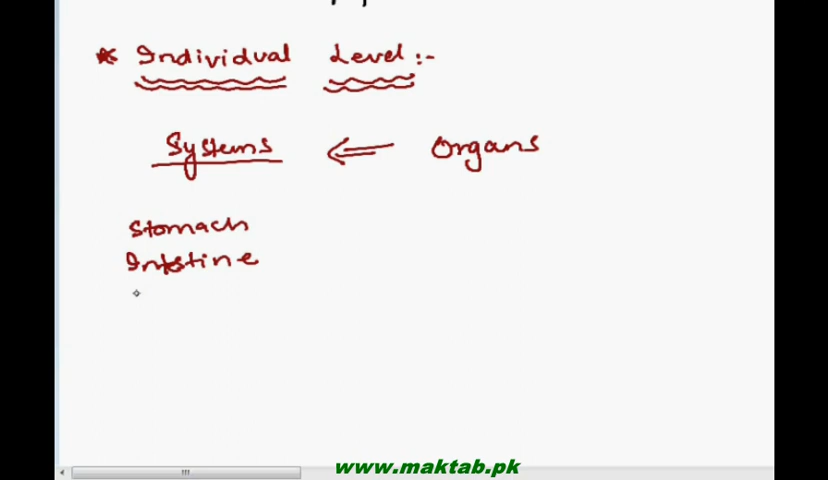 * Individual Level :-
Systems ⇐ Organs
Stomach
Intestine
www.maktab.pk